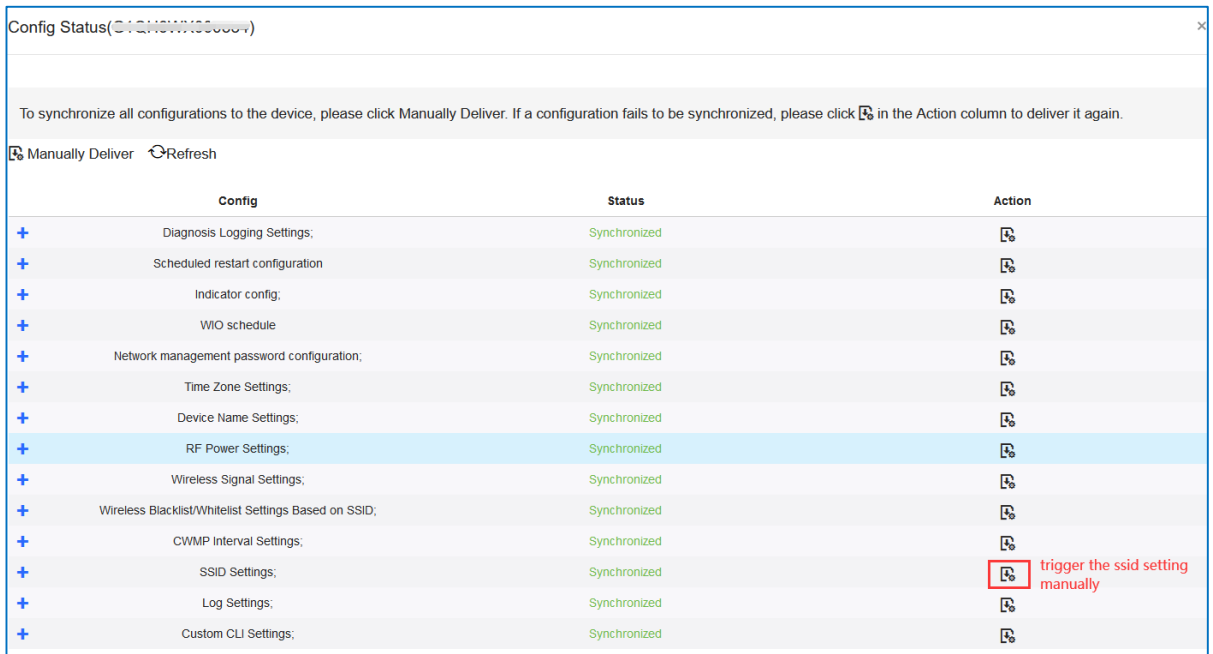 Config Status( )
×
To synchronize all configurations to the device, please click Manually Deliver. If a configuration fails to be synchronized, please click in the Action column to deliver it again.
Manually Deliver Refresh
Config Status Action
+ Diagnosis Logging Settings; Synchronized
+ Scheduled restart configuration Synchronized
+ Indicator config; Synchronized
+ WIO schedule Synchronized
+ Network management password configuration; Synchronized
+ Time Zone Settings; Synchronized
+ Device Name Settings; Synchronized
+ RF Power Settings; Synchronized
+ Wireless Signal Settings; Synchronized
+ Wireless Blacklist/Whitelist Settings Based on SSID; Synchronized
+ CWMP Interval Settings; Synchronized
+ SSID Settings; Synchronized
trigger the ssid setting
manually
+ Log Settings; Synchronized
+ Custom CLI Settings; Synchronized